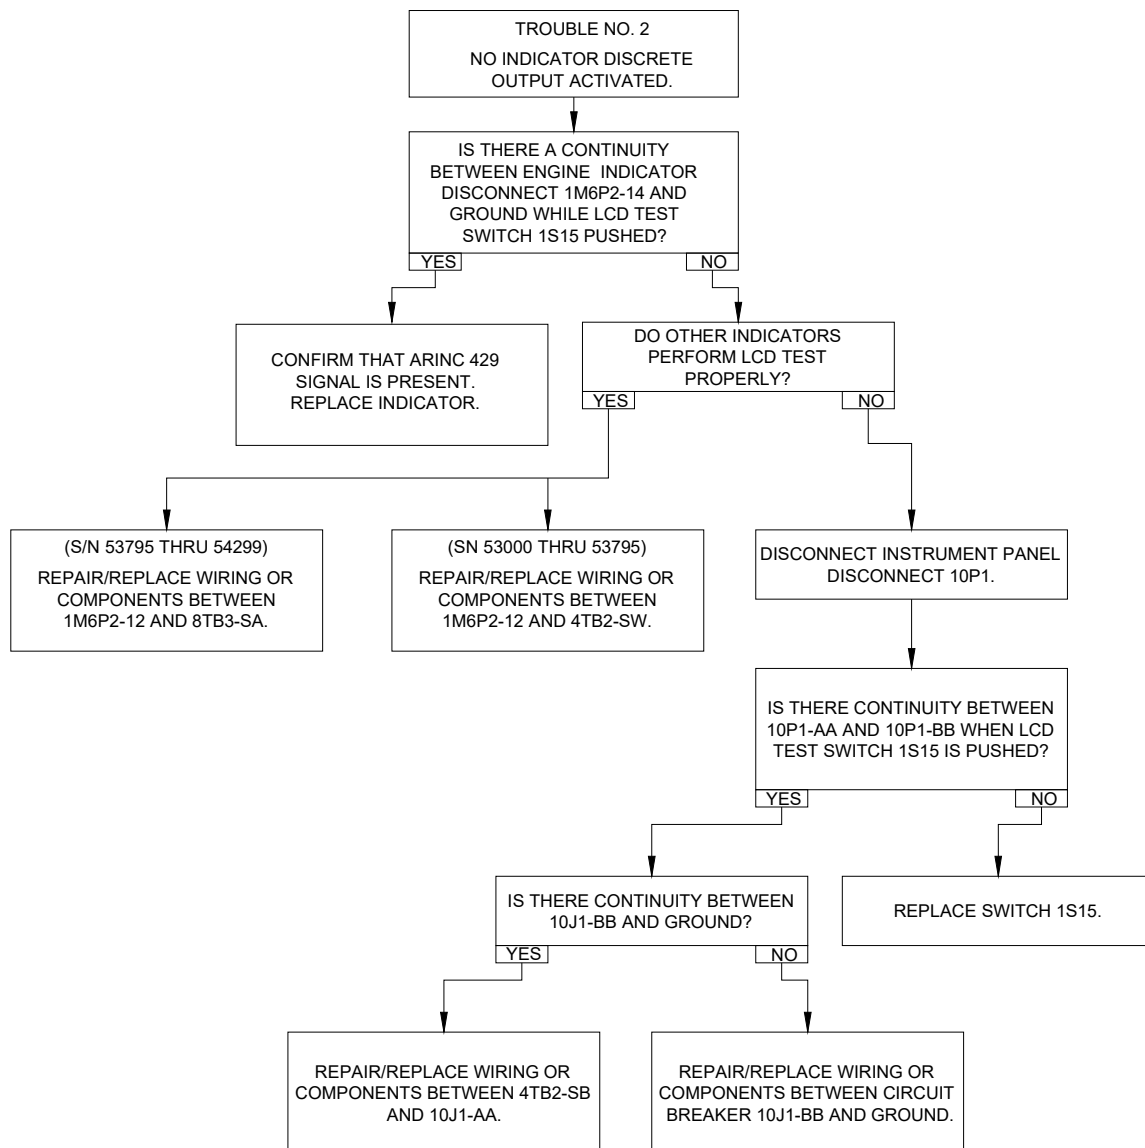 TROUBLE NO. 2
NO INDICATOR DISCRETE
OUTPUT ACTIVATED.
IS THERE A CONTINUITY
BETWEEN ENGINE INDICATOR
DISCONNECT 1M6P2-14 AND
GROUND WHILE LCD TEST
SWITCH 1S15 PUSHED?
YES
NO
CONFIRM THAT ARINC 429
SIGNAL IS PRESENT.
REPLACE INDICATOR.
DO OTHER INDICATORS
PERFORM LCD TEST
PROPERLY?
YES
NO
(S/N 53795 THRU 54299)
REPAIR/REPLACE WIRING OR
COMPONENTS BETWEEN
1M6P2-12 AND 8TB3-SA.
(SN 53000 THRU 53795)
REPAIR/REPLACE WIRING OR
COMPONENTS BETWEEN
1M6P2-12 AND 4TB2-SW.
DISCONNECT INSTRUMENT PANEL
DISCONNECT 10P1.
IS THERE CONTINUITY BETWEEN
10P1-AA AND 10P1-BB WHEN LCD
TEST SWITCH 1S15 IS PUSHED?
YES
NO
IS THERE CONTINUITY BETWEEN
10J1-BB AND GROUND?
YES
NO
REPLACE SWITCH 1S15.
REPAIR/REPLACE WIRING OR
COMPONENTS BETWEEN 4TB2-SB
AND 10J1-AA.
REPAIR/REPLACE WIRING OR
COMPONENTS BETWEEN CIRCUIT
BREAKER 10J1-BB AND GROUND.